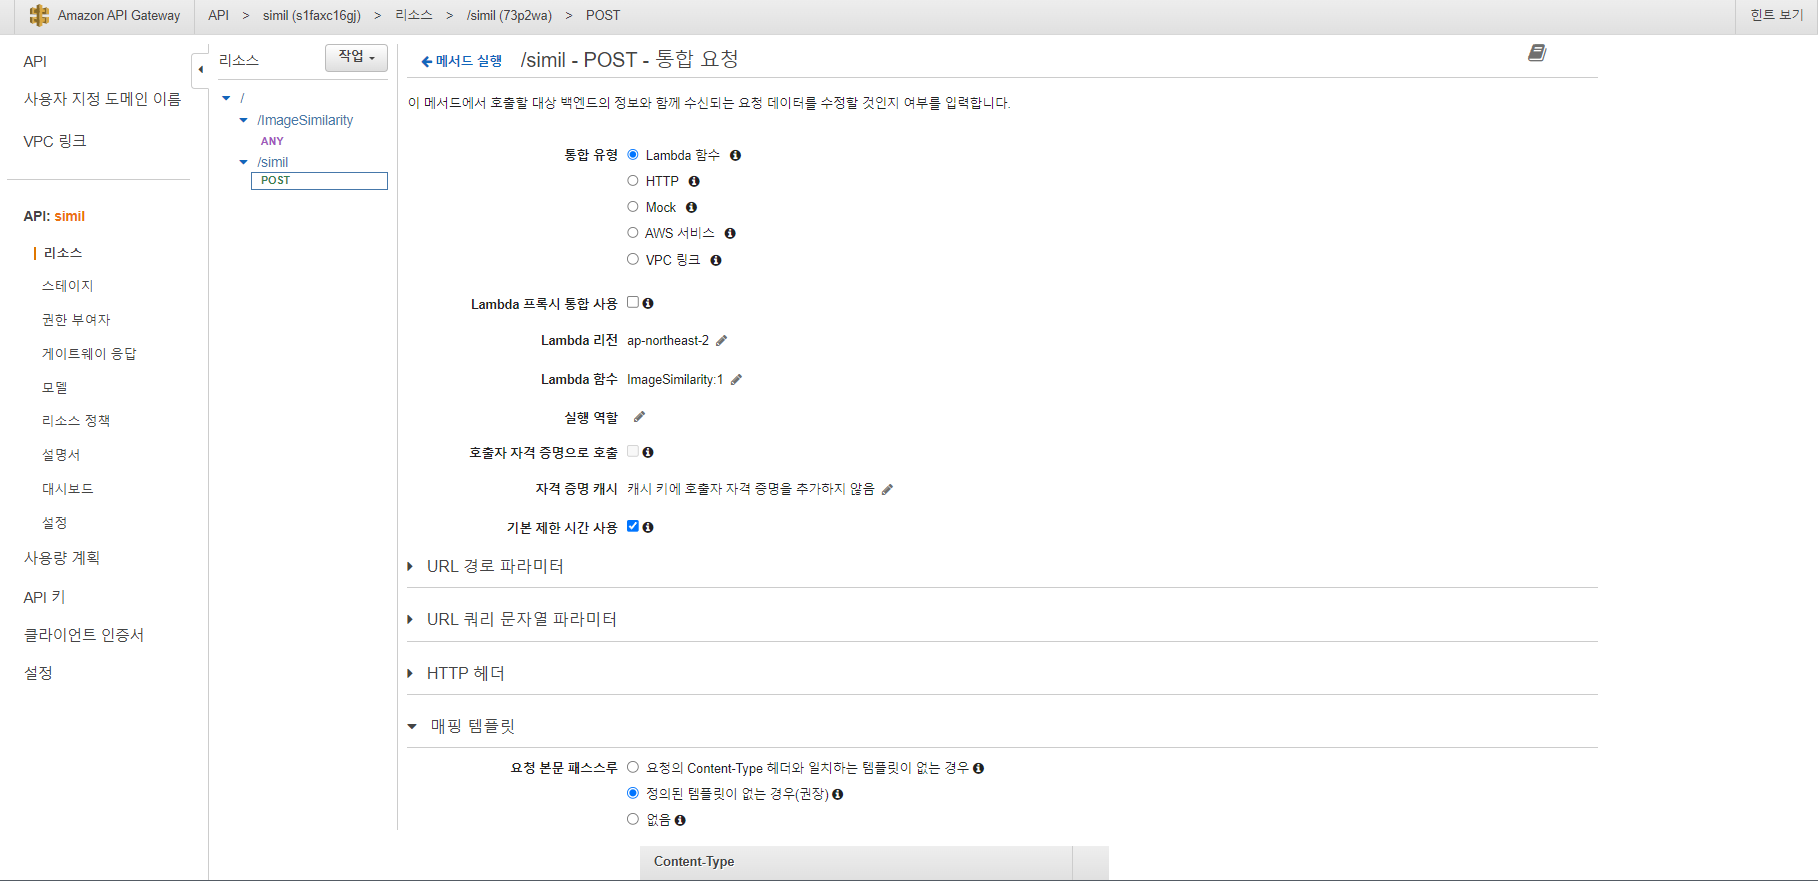 Amazon API Gateway
API > simil (s1faxc16gj) > 리소스 > /simil (73p2wa) > POST
힌트 보기
API
사용자 지정 도메인 이름
VPC 링크
API: simil
리소스
스테이지
권한 부여자
게이트웨이 응답
모델
리소스 정책
설명서
대시보드
설정
사용량 계획
API 키
클라이언트 인증서
설정
리소스
작업
/
/ImageSimilarity
ANY
/simil
POST
메서드 실행 /simil - POST - 통합 요청
이 메서드에서 호출할 대상 백엔드의 정보와 함께 수신되는 요청 데이터를 수정할 것인지 여부를 입력합니다.
통합 유형 Lambda 함수
HTTP
Mock
AWS 서비스
VPC 링크
Lambda 프록시 통합 사용
Lambda 리전 ap-northeast-2
Lambda 함수 ImageSimilarity:1
실행 역할
호출자 자격 증명으로 호출
자격 증명 캐시 캐시 키에 호출자 자격 증명을 추가하지 않음
기본 제한 시간 사용
URL 경로 파라미터
URL 쿼리 문자열 파라미터
HTTP 헤더
매핑 템플릿
요청 본문 패스스루 요청의 Content-Type 헤더와 일치하는 템플릿이 없는 경우
정의된 템플릿이 없는 경우(권장)
없음
Content-Type